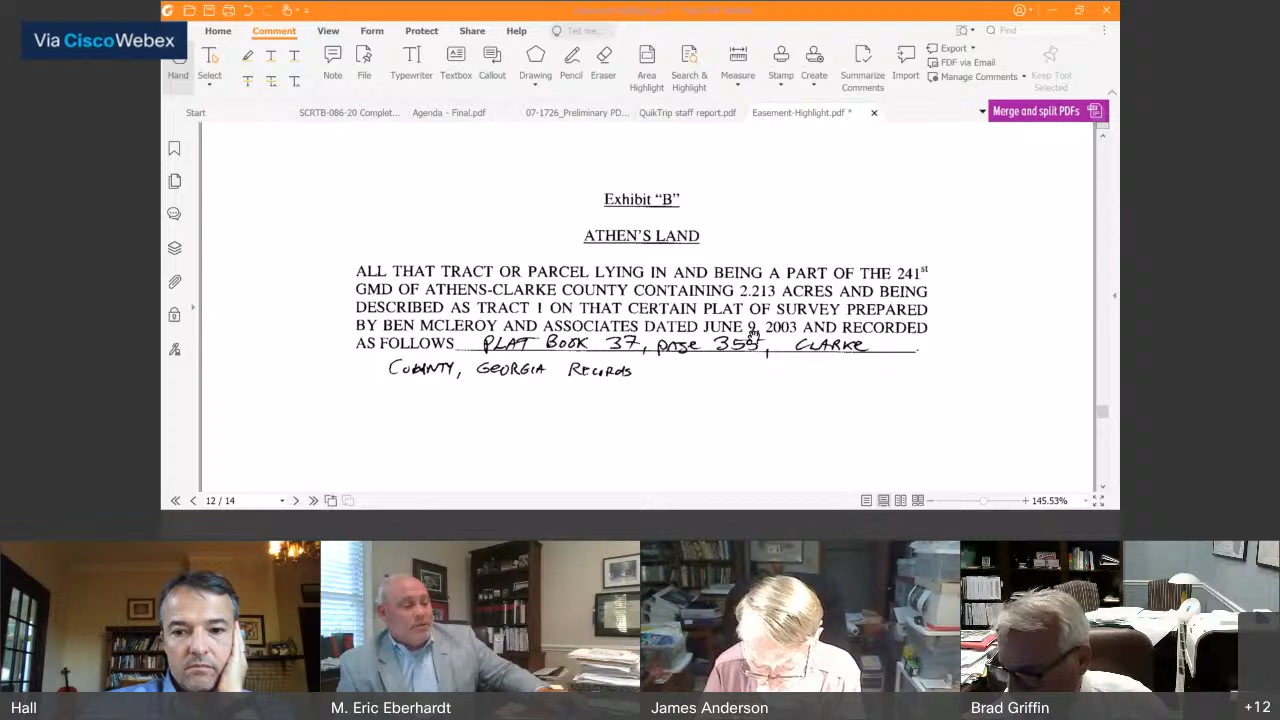 Via Cisco Webex
Home Comment View Form Protect Share Help Tell me... Find
Hand Select Note File Typewriter Textbox Callout Drawing Pencil Eraser Area Highlight Search & Highlight Measure Stamp Create Summarize Comments Import Export FDF via Email Manage Comments Keep Tool Selected
Start SCRTB-086-20 Complet... Agenda - Final.pdf 07-1726_Preliminary PD... QuikTrip staff report.pdf Easement-Highlight.pdf * Merge and split PDFs
Exhibit “B”
ATHEN'S LAND
ALL THAT TRACT OR PARCEL LYING IN AND BEING A PART OF THE 241st
GMD OF ATHENS-CLARKE COUNTY CONTAINING 2.213 ACRES AND BEING
DESCRIBED AS TRACT 1 ON THAT CERTAIN PLAT OF SURVEY PREPARED
BY BEN MCLEROY AND ASSOCIATES DATED JUNE 9, 2003 AND RECORDED
AS FOLLOWS PLAT BOOK 37, page 355, CLARKE.
COUNTY, GEORGIA RECORDS
12 / 14 145.53%
Hall M. Eric Eberhardt James Anderson Brad Griffin +12